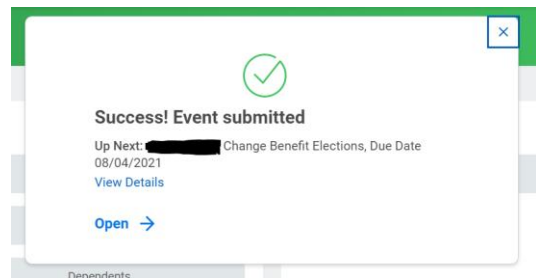 Success! Event submitted
Up Next: Change Benefit Elections, Due Date
08/04/2021
View Details
Open
Dependents